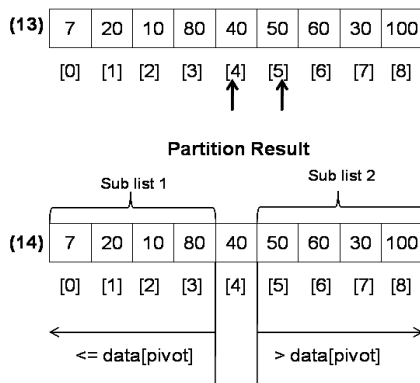 (13) 7 20 10 80 40 50 60 30 100
[0] [1] [2] [3] [4] [5] [6] [7] [8]
Partition Result
Sub list 1 Sub list 2
(14) 7 20 10 80 40 50 60 30 100
[0] [1] [2] [3] [4] [5] [6] [7] [8]
<= data[pivot] > data[pivot]